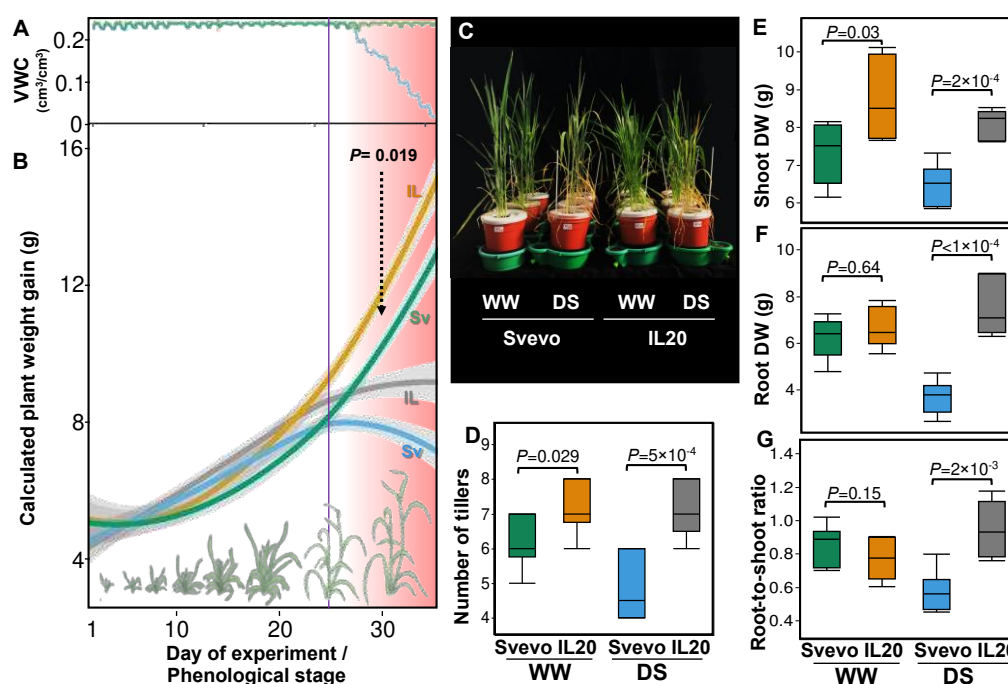 A
VWC
(cm³/cm³)
0.2
0.1
0
B
Calculated plant weight gain (g)
16
12
8
4
P= 0.019
IL
Sv
IL
Sv
1
10
20
30
Day of experiment /
Phenological stage
C
WW DS WW DS
Svevo IL20
D
Number of tillers
9
8
7
6
5
4
P=0.029
P=5×10⁻⁴
Svevo IL20 Svevo IL20
WW DS
E
Shoot DW (g)
10
9
8
7
6
P=0.03
P=2×10⁻⁴
F
Root DW (g)
10
8
6
4
P=0.64
P<1×10⁻⁴
G
Root-to-shoot ratio
1.2
1.0
0.8
0.6
0.4
P=0.15
P=2×10⁻³
Svevo IL20 Svevo IL20
WW DS